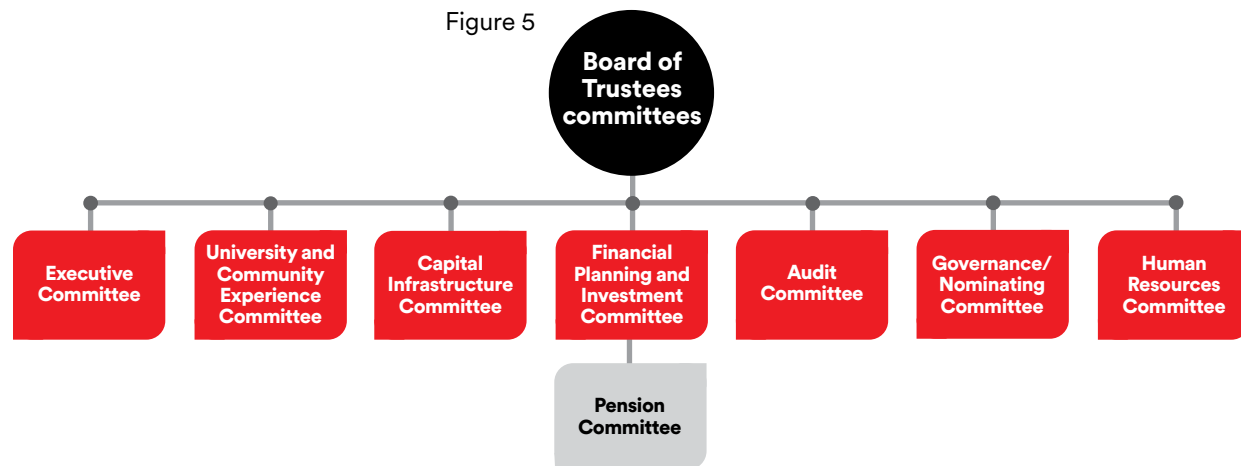 Figure 5
Board of
Trustees
committees
Executive
Committee
University and
Community
Experience
Committee
Capital
Infrastructure
Committee
Financial
Planning and
Investment
Committee
Audit
Committee
Governance/
Nominating
Committee
Human
Resources
Committee
Pension
Committee